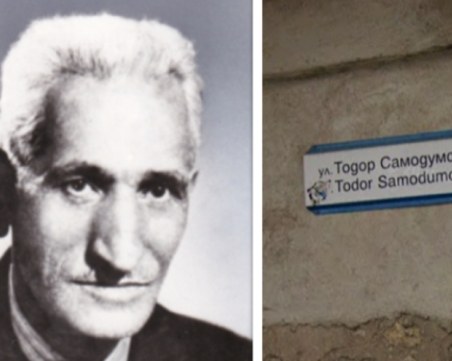 ул. Тодор Самодумо
Todor Samodumo